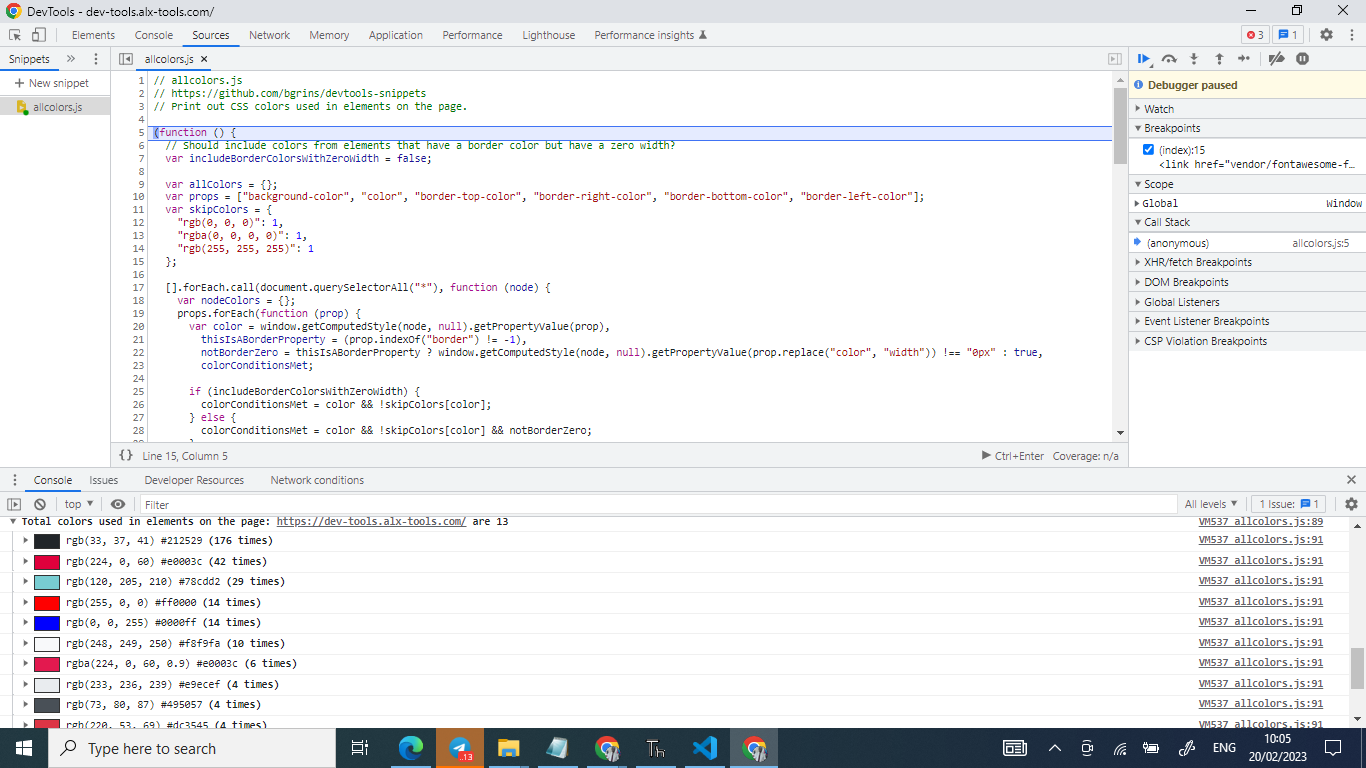 DevTools - dev-tools.alx-tools.com/
Elements Console Sources Network Memory Application Performance Lighthouse Performance insights 3 1
Snippets » allcolors.js ×
+ New snippet
allcolors.js
1 // allcolors.js
2 // https://github.com/bgrins/devtools-snippets
3 // Print out CSS colors used in elements on the page.
4
5 (function () {
6 // Should include colors from elements that have a border color but have a zero width?
7 var includeBorderColorsWithZeroWidth = false;
8
9 var allColors = {};
10 var props = ["background-color", "color", "border-top-color", "border-right-color", "border-bottom-color", "border-left-color"];
11 var skipColors = {
12 "rgb(0, 0, 0)": 1,
13 "rgba(0, 0, 0, 0)": 1,
14 "rgb(255, 255, 255)": 1
15 };
16
17 [].forEach.call(document.querySelectorAll("*"), function (node) {
18 var nodeColors = {};
19 props.forEach(function (prop) {
20 var color = window.getComputedStyle(node, null).getPropertyValue(prop),
21 thisIsABorderProperty = (prop.indexOf("border") != -1),
22 notBorderZero = thisIsABorderProperty ? window.getComputedStyle(node, null).getPropertyValue(prop.replace("color", "width")) !== "0px" : true,
23 colorConditionsMet;
24
25 if (includeBorderColorsWithZeroWidth) {
26 colorConditionsMet = color && !skipColors[color];
27 } else {
28 colorConditionsMet = color && !skipColors[color] && notBorderZero;
{} Line 15, Column 5 Ctrl+Enter Coverage: n/a
Debugger paused
Watch
Breakpoints
(index):15
<link href="vendor/fontawesome-f…
Scope
Global Window
Call Stack
(anonymous) allcolors.js:5
XHR/fetch Breakpoints
DOM Breakpoints
Global Listeners
Event Listener Breakpoints
CSP Violation Breakpoints
Console Issues Developer Resources Network conditions
top Filter All levels 1 Issue: 1
Total colors used in elements on the page: https://dev-tools.alx-tools.com/ are 13 VM537 allcolors.js:89
rgb(33, 37, 41) #212529 (176 times) VM537 allcolors.js:91
rgb(224, 0, 60) #e0003c (42 times) VM537 allcolors.js:91
rgb(120, 205, 210) #78cdd2 (29 times) VM537 allcolors.js:91
rgb(255, 0, 0) #ff0000 (14 times) VM537 allcolors.js:91
rgb(0, 0, 255) #0000ff (14 times) VM537 allcolors.js:91
rgb(248, 249, 250) #f8f9fa (10 times) VM537 allcolors.js:91
rgba(224, 0, 60, 0.9) #e0003c (6 times) VM537 allcolors.js:91
rgb(233, 236, 239) #e9ecef (4 times) VM537 allcolors.js:91
rgb(73, 80, 87) #495057 (4 times) VM537 allcolors.js:91
rgb(220, 53, 69) #dc3545 (4 times) VM537 allcolors.js:91
Type here to search ..13 Th ENG 10:05
20/02/2023